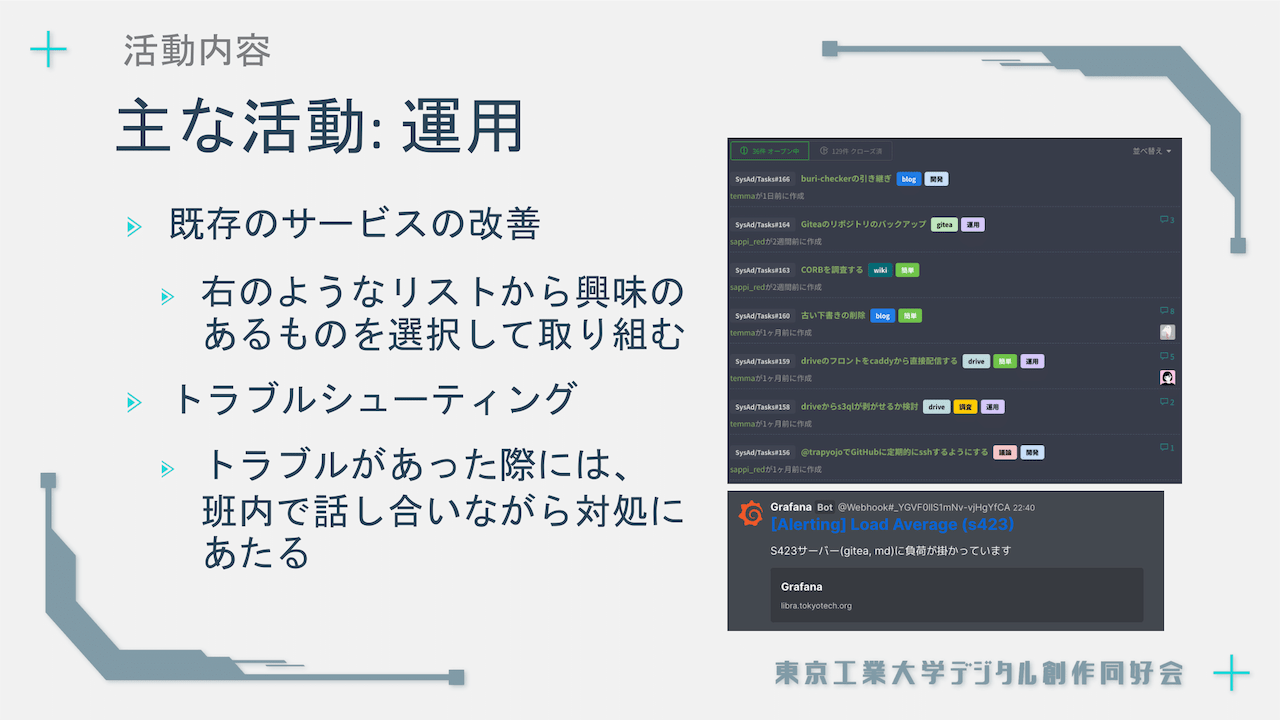 活動内容
主な活動: 運用
既存のサービスの改善
右のようなリストから興味の
あるものを選択して取り組む
トラブルシューティング
トラブルがあった際には、
班内で話し合いながら対処に
あたる
36件 オープン中 129件 クローズ済 並べ替え
SysAd/Tasks#166 buri-checkerの引き継ぎ blog 開発
temmaが1日前に作成
SysAd/Tasks#164 Giteaのリポジトリのバックアップ gitea 運用 3
sappi_redが2週間前に作成
SysAd/Tasks#163 CORBを調査する wiki 簡単
sappi_redが2週間前に作成
SysAd/Tasks#160 古い下書きの削除 blog 簡単 8
temmaが1ヶ月前に作成
SysAd/Tasks#159 driveのフロントをcaddyから直接配信する drive 簡単 運用 5
temmaが1ヶ月前に作成
SysAd/Tasks#158 driveからs3qlが剥がせるか検討 drive 調査 運用 2
temmaが1ヶ月前に作成
SysAd/Tasks#156 @trapyojoでGitHubに定期的にsshするようにする 議論 開発 1
sappi_redが1ヶ月前に作成
Grafana Bot @Webhook#_YGVF0IlS1mNv-vjHgYfCA 22:40
[Alerting] Load Average (s423)
S423サーバー(gitea, md)に負荷が掛かっています
Grafana
libra.tokyotech.org
東京工業大学デジタル創作同好会